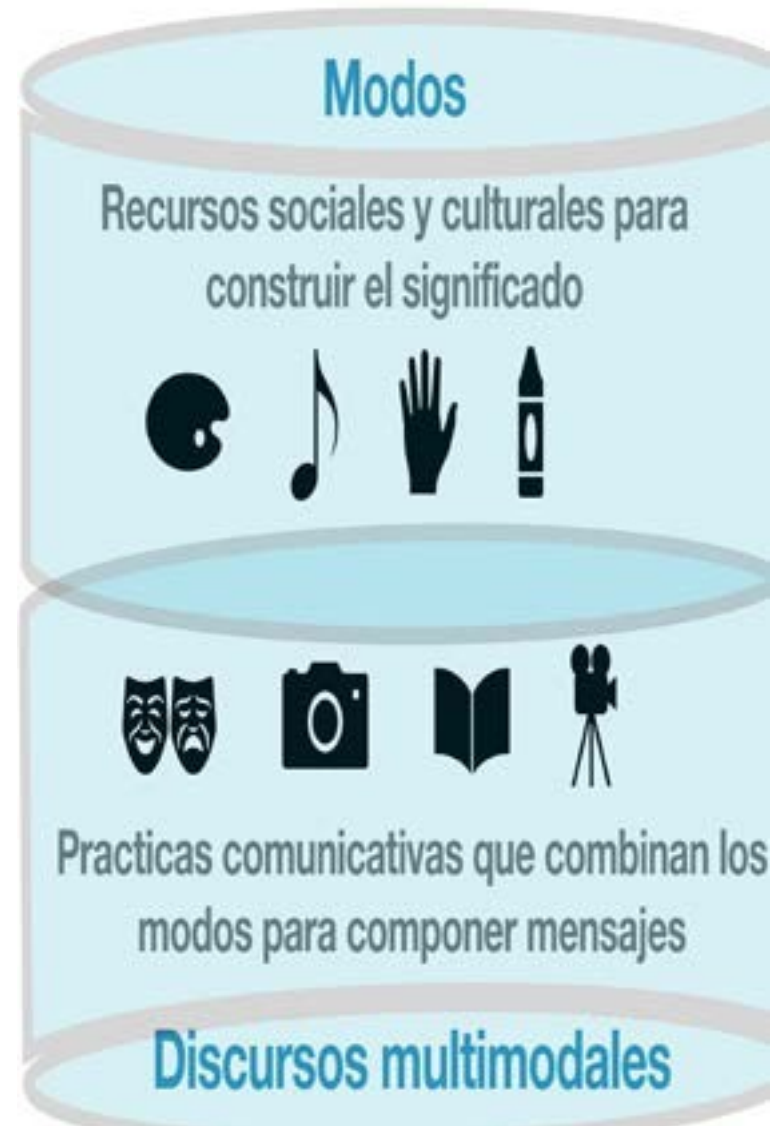 Modos
Recursos sociales y culturales para
construir el significado
Practicas comunicativas que combinan los
modos para componer mensajes
Discursos multimodales